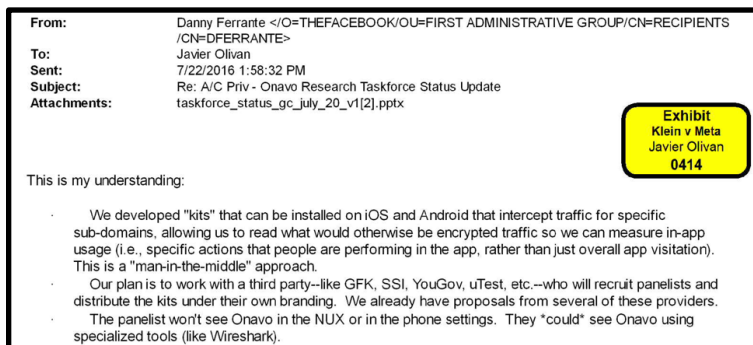 From: Danny Ferrante </O=THEFACEBOOK/OU=FIRST ADMINISTRATIVE GROUP/CN=RECIPIENTS
/CN=DFERRANTE>
To: Javier Olivan
Sent: 7/22/2016 1:58:32 PM
Subject: Re: A/C Priv - Onavo Research Taskforce Status Update
Attachments: taskforce_status_gc_july_20_v1[2].pptx
Exhibit
Klein v Meta
Javier Olivan
0414
This is my understanding:
· We developed "kits" that can be installed on iOS and Android that intercept traffic for specific
sub-domains, allowing us to read what would otherwise be encrypted traffic so we can measure in-app
usage (i.e., specific actions that people are performing in the app, rather than just overall app visitation).
This is a "man-in-the-middle" approach.
· Our plan is to work with a third party--like GFK, SSI, YouGov, uTest, etc.--who will recruit panelists and
distribute the kits under their own branding. We already have proposals from several of these providers.
· The panelist won't see Onavo in the NUX or in the phone settings. They *could* see Onavo using
specialized tools (like Wireshark).